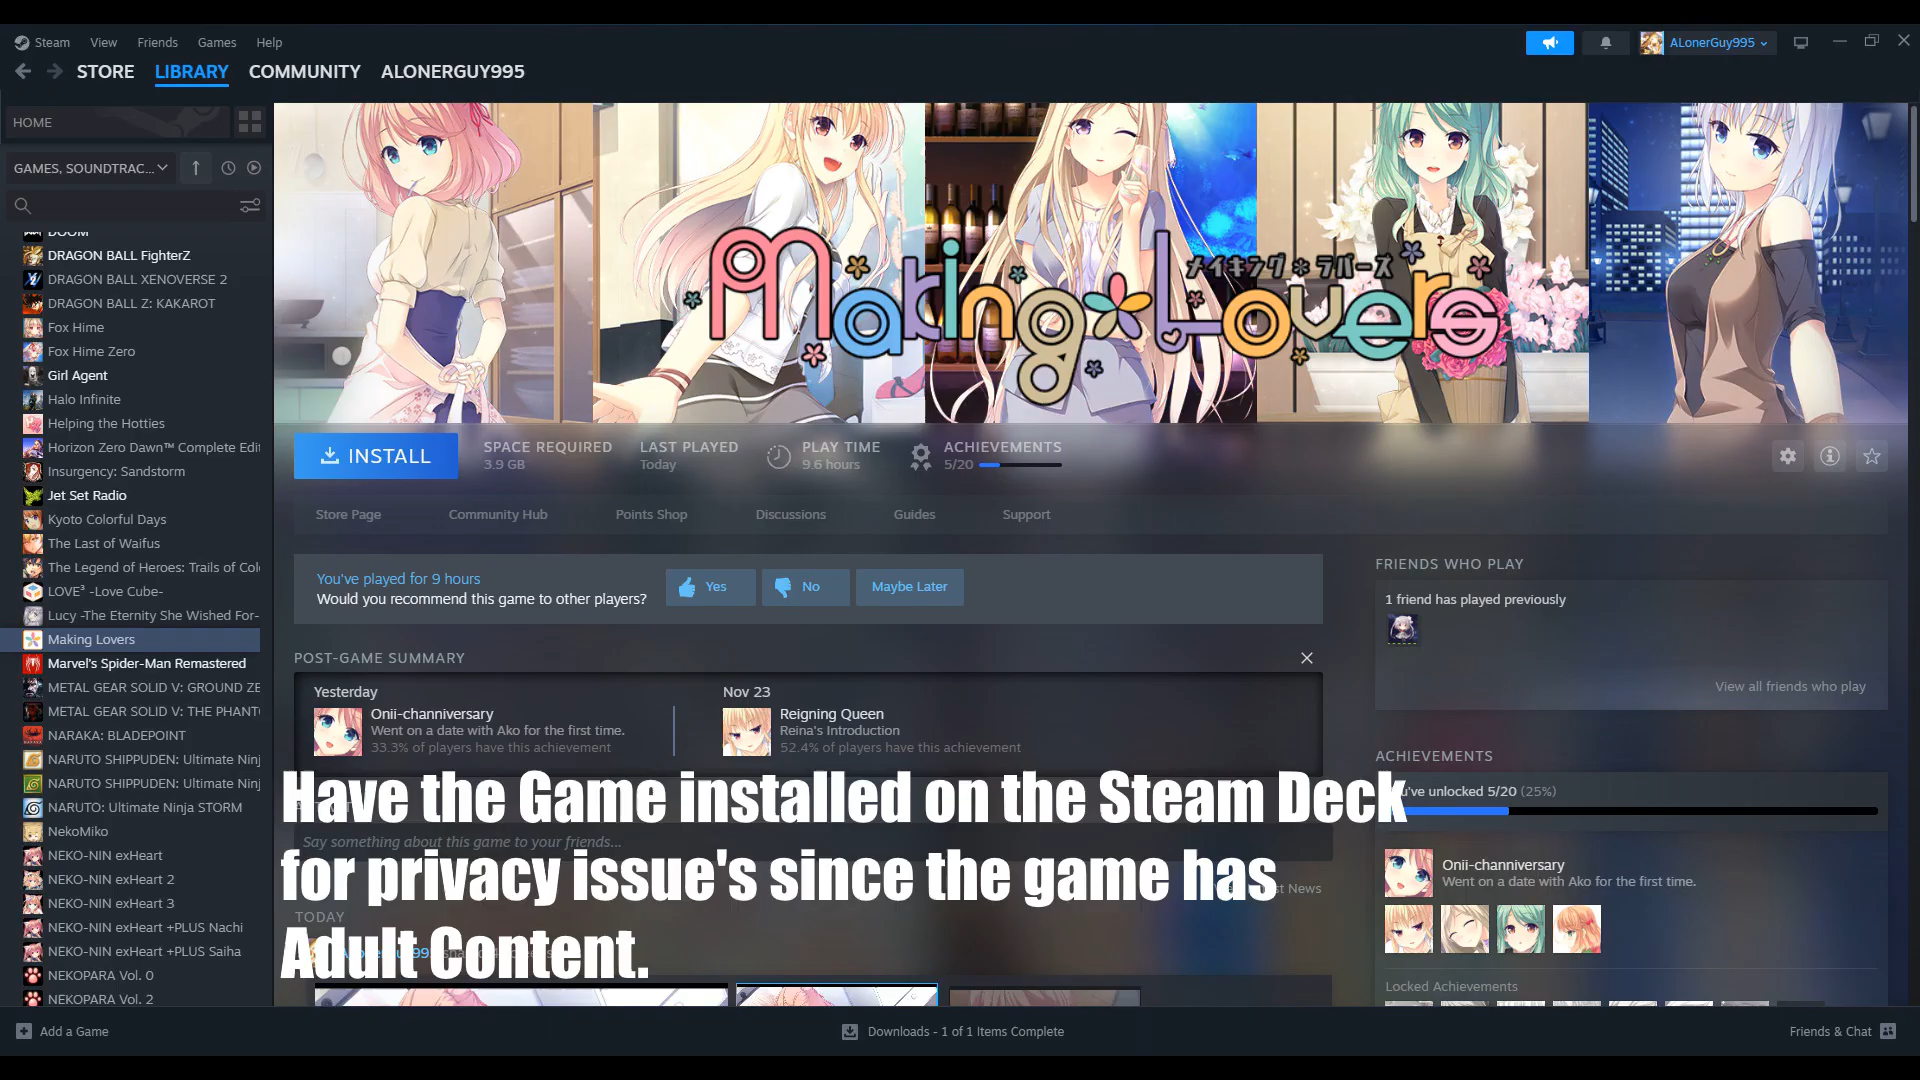 Steam View Friends Games Help
ALonerGuy995
STORE LIBRARY COMMUNITY ALONERGUY995
HOME
GAMES, SOUNDTRAC...
DOOM
DRAGON BALL FighterZ
DRAGON BALL XENOVERSE 2
DRAGON BALL Z: KAKAROT
Fox Hime
Fox Hime Zero
Girl Agent
Halo Infinite
Helping the Hotties
Horizon Zero Dawn™ Complete Edit
Insurgency: Sandstorm
Jet Set Radio
Kyoto Colorful Days
The Last of Waifus
The Legend of Heroes: Trails of Col
LOVE³ -Love Cube-
Lucy -The Eternity She Wished For-
Making Lovers
Marvel's Spider-Man Remastered
METAL GEAR SOLID V: GROUND ZE
METAL GEAR SOLID V: THE PHANT
NARAKA: BLADEPOINT
NARUTO SHIPPUDEN: Ultimate Ninj
NARUTO SHIPPUDEN: Ultimate Ninj
NARUTO: Ultimate Ninja STORM
NekoMiko
NEKO-NIN exHeart
NEKO-NIN exHeart 2
NEKO-NIN exHeart 3
NEKO-NIN exHeart +PLUS Nachi
NEKO-NIN exHeart +PLUS Saiha
NEKOPARA Vol. 0
NEKOPARA Vol. 2
メイキング*ラバーズ
Making*Lovers
INSTALL
SPACE REQUIRED
3.9 GB
LAST PLAYED
Today
PLAY TIME
9.6 hours
ACHIEVEMENTS
5/20
Store Page Community Hub Points Shop Discussions Guides Support
You've played for 9 hours
Would you recommend this game to other players?
Yes No Maybe Later
POST-GAME SUMMARY
Yesterday
Onii-channiversary
Went on a date with Ako for the first time.
33.3% of players have this achievement
Nov 23
Reigning Queen
Reina's Introduction
52.4% of players have this achievement
Have the Game installed on the Steam Deck
for privacy issue's since the game has
Adult Content.
Say something about this game to your friends...
News
TODAY
FRIENDS WHO PLAY
1 friend has played previously
View all friends who play
ACHIEVEMENTS
unlocked 5/20 (25%)
Onii-channiversary
Went on a date with Ako for the first time.
Locked Achievements
Add a Game
Downloads - 1 of 1 Items Complete
Friends & Chat